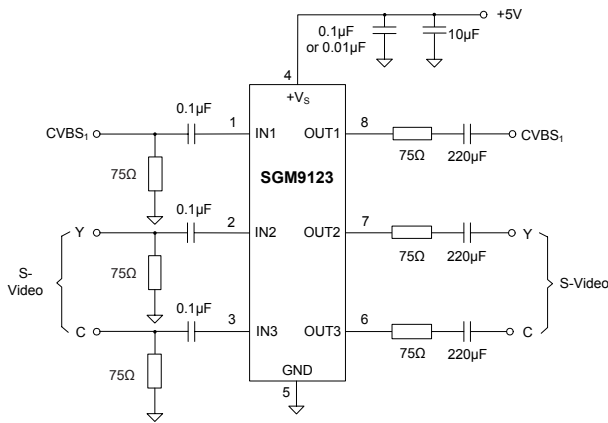 +5V
0.1µF
or 0.01µF
10µF
4
+VS
0.1µF
CVBS1
1
IN1
OUT1
8
CVBS1
75Ω
220µF
75Ω
SGM9123
0.1µF
Y
2
IN2
OUT2
7
Y
75Ω
220µF
75Ω
S-
Video
S-Video
0.1µF
C
3
IN3
OUT3
6
C
75Ω
220µF
75Ω
GND
5